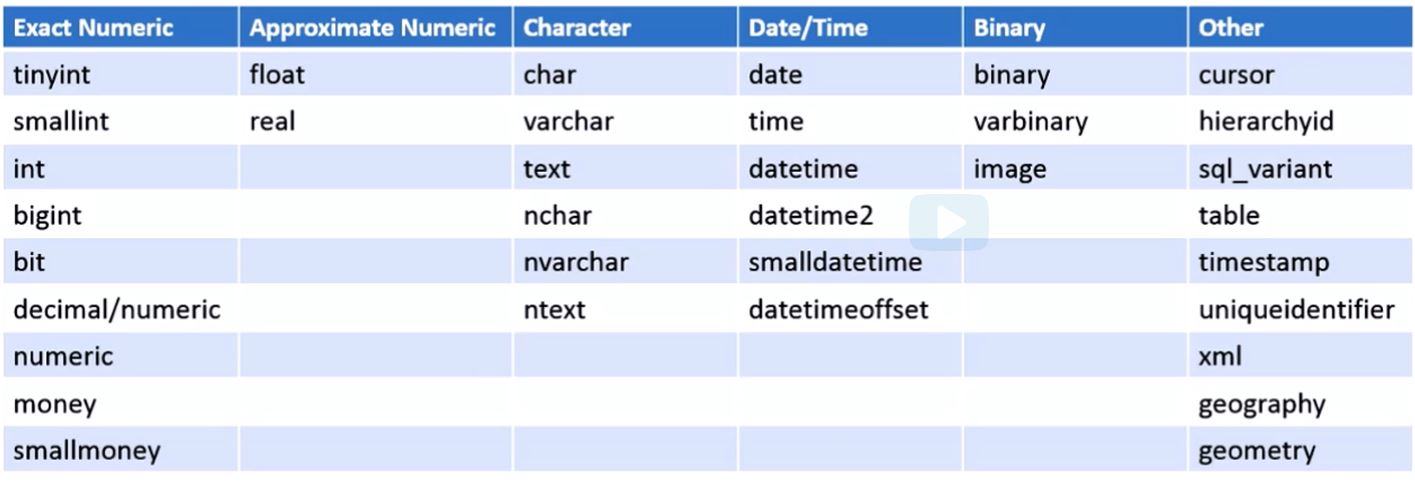 Exact Numeric Approximate Numeric Character Date/Time Binary Other
tinyint float char date binary cursor
smallint real varchar time varbinary hierarchyid
int text datetime image sql_variant
bigint nchar datetime2 table
bit nvarchar smalldatetime timestamp
decimal/numeric ntext datetimeoffset uniqueidentifier
numeric xml
money geography
smallmoney geometry